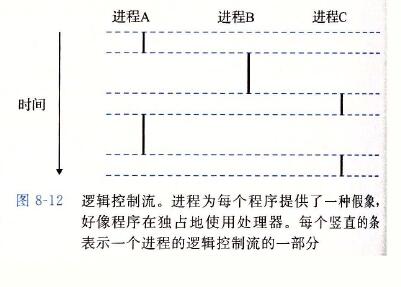 进程A 进程B 进程C
时间
图 8-12 逻辑控制流。进程为每个程序提供了一种假象，
好像程序在独占地使用处理器。每个竖直的条
表示一个进程的逻辑控制流的一部分